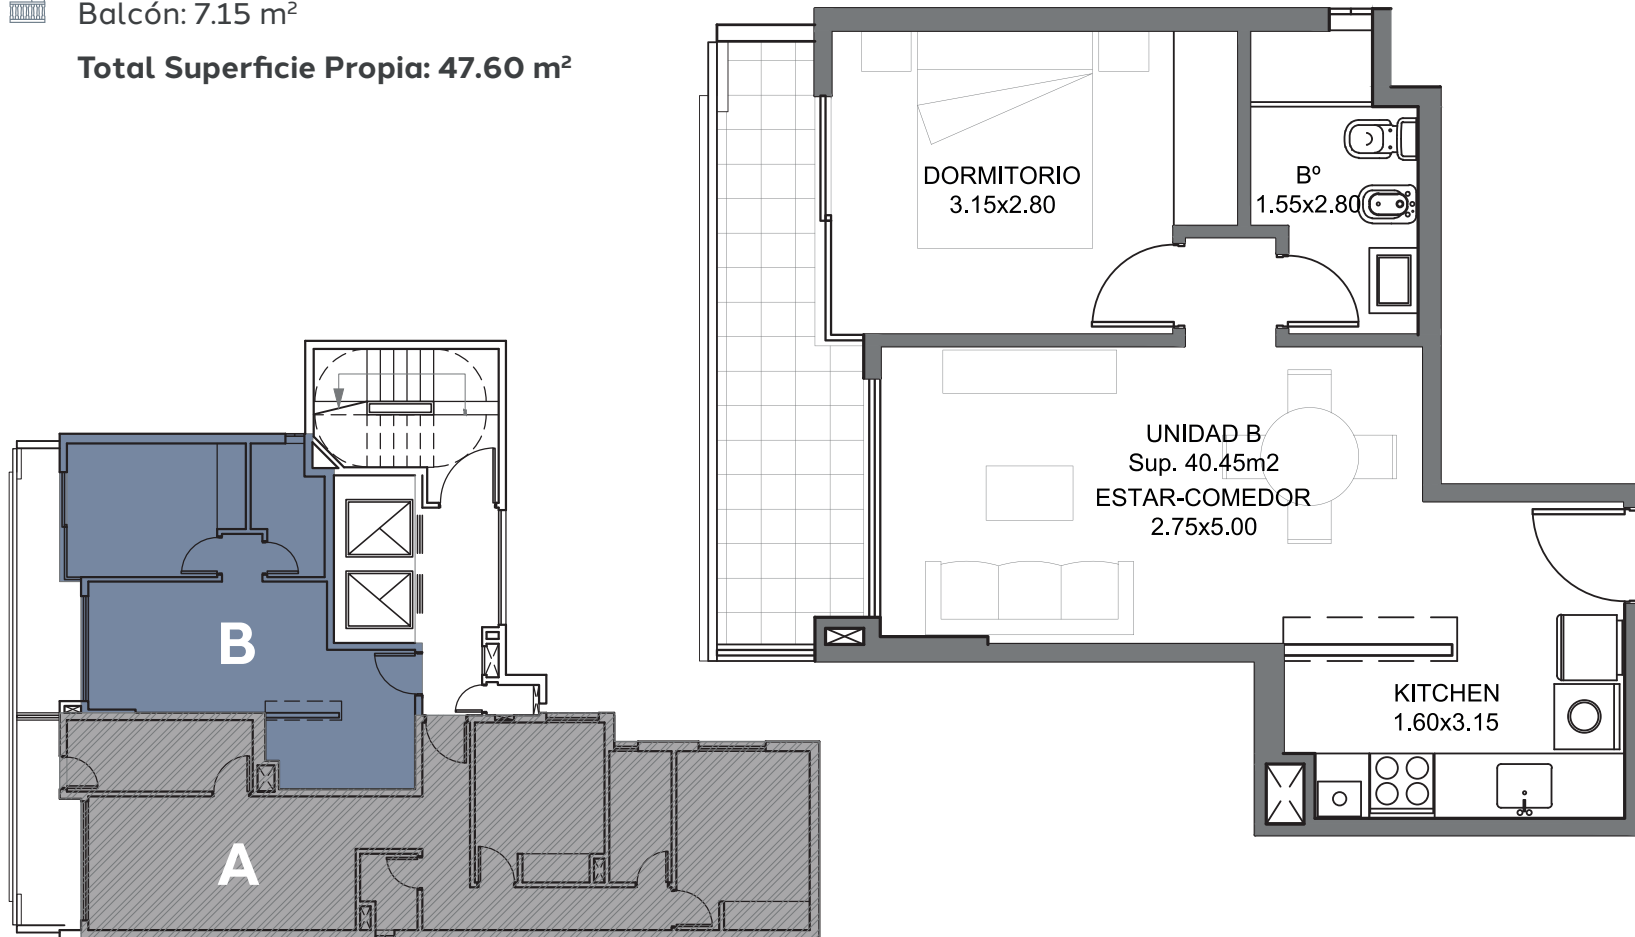 Balcón: 7.15 m²
Total Superficie Propia: 47.60 m²
DORMITORIO
3.15x2.80
Bº
1.55x2.80
UNIDAD B
Sup. 40.45m2
ESTAR-COMEDOR
2.75x5.00
KITCHEN
1.60x3.15
B
A